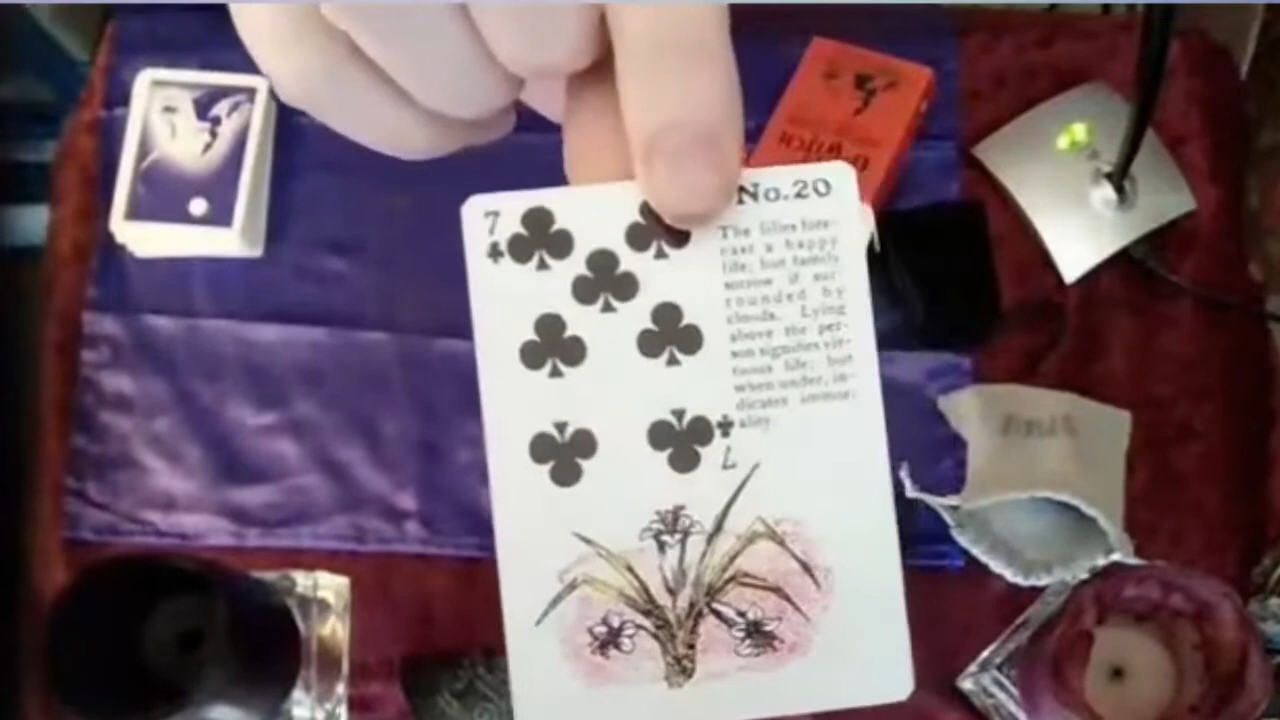 7
No.20
The lilies fore-
cast a happy
life; but family
sorrow if sur-
rounded by
clouds. Lying
above the per-
son signifies vir-
tuous life; but
when under, in-
dicates immor-
ality.
7